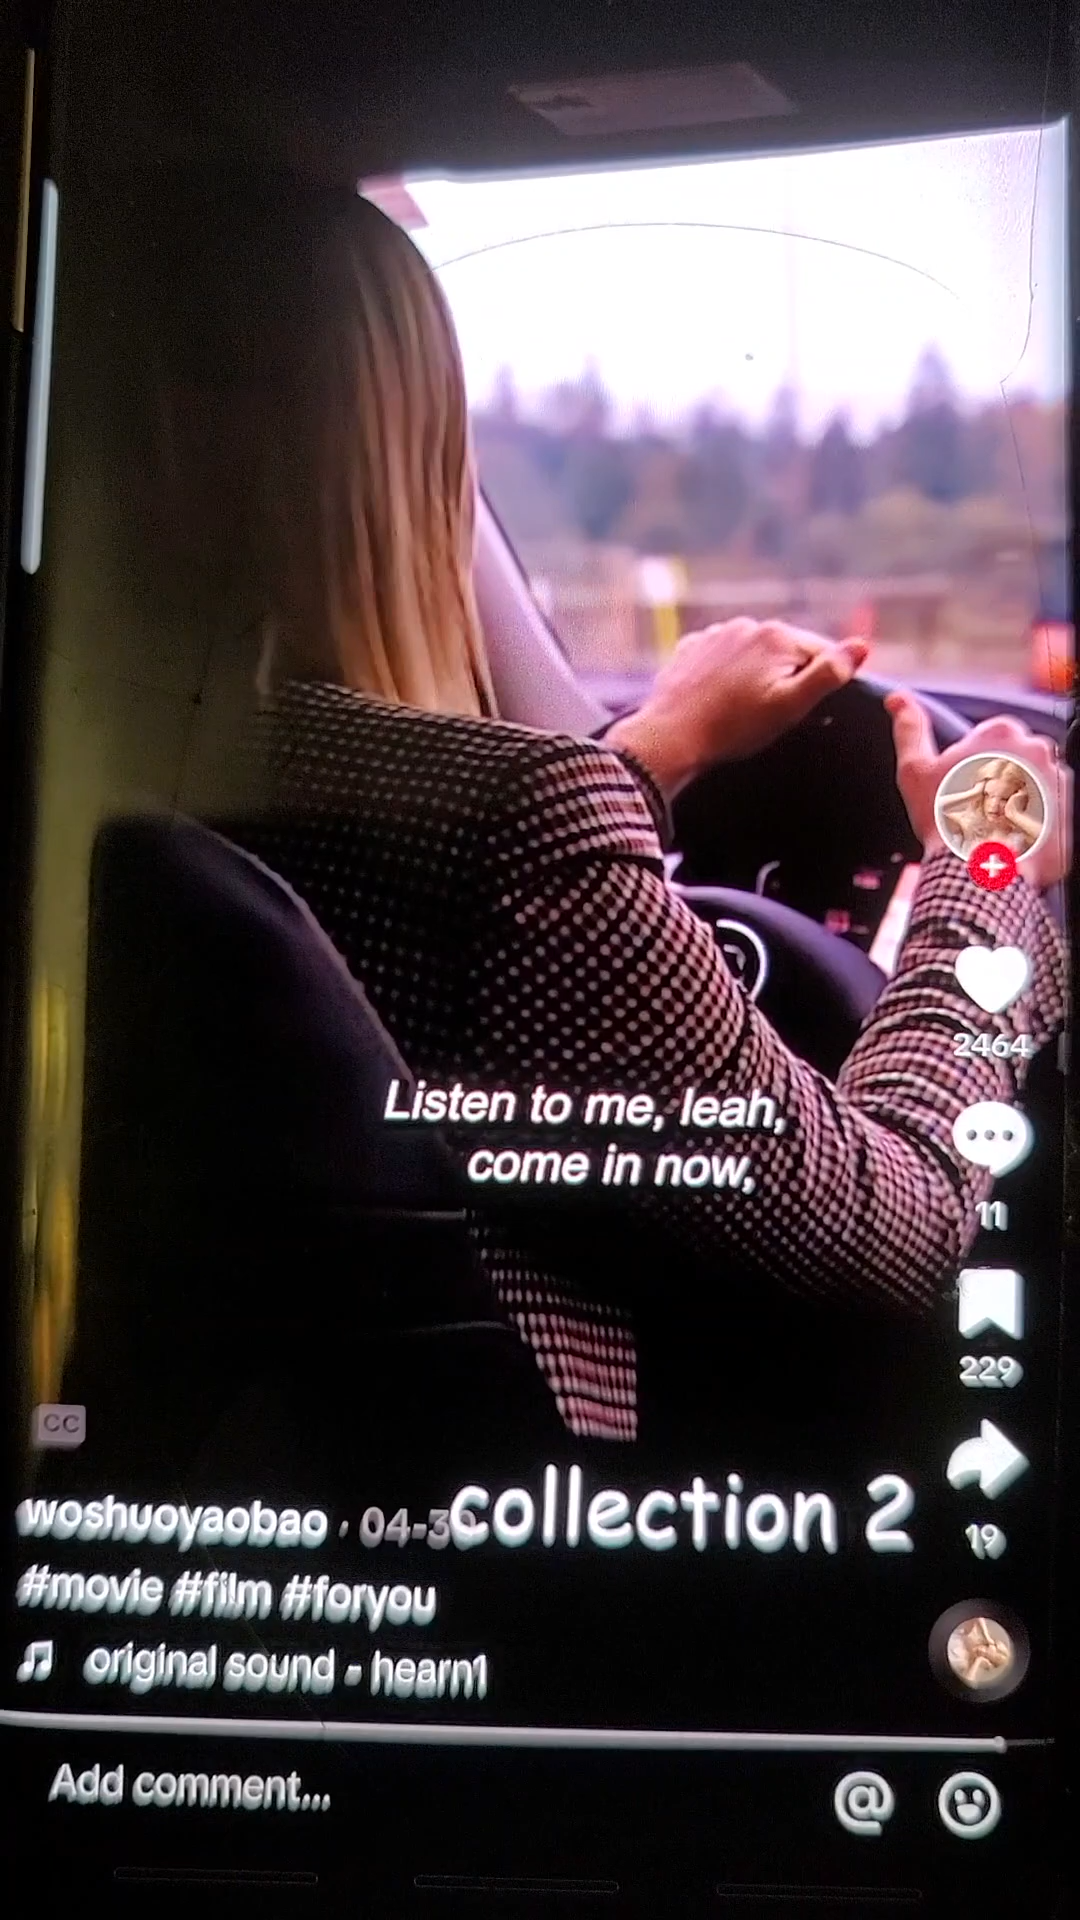 Listen to me, leah,
come in now,
2464
11
229
19
CC
collection 2
woshuoyaobao · 04-30
#movie #film #foryou
original sound - hearn1
Add comment...